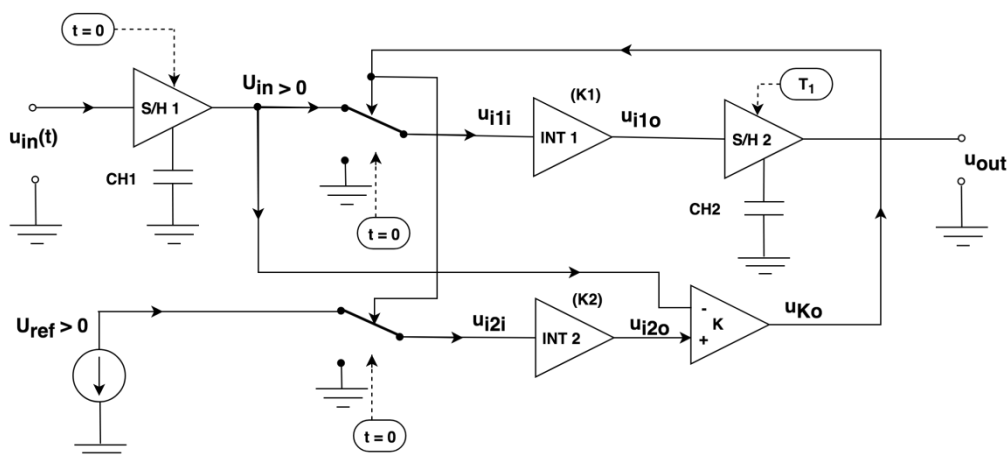 t = 0
S/H 1
U_in > 0
u_in(t)
CH1
t = 0
u_i1i
(K1)
INT 1
u_i1o
T_1
S/H 2
CH2
u_out
U_ref > 0
t = 0
u_i2i
(K2)
INT 2
u_i2o
-
K
+
u_Ko